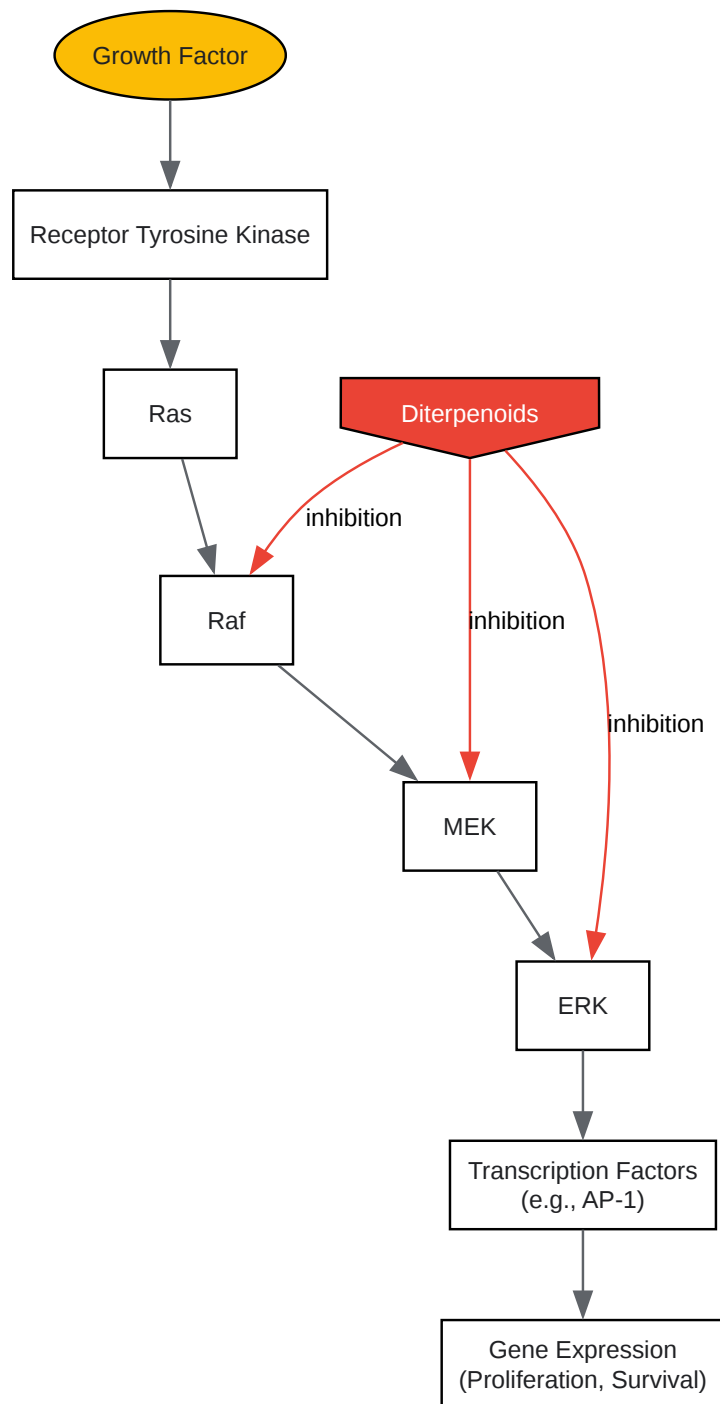 Growth Factor
Receptor Tyrosine Kinase
Ras
Diterpenoids
inhibition
Raf
inhibition
inhibition
MEK
ERK
Transcription Factors
(e.g., AP-1)
Gene Expression
(Proliferation, Survival)